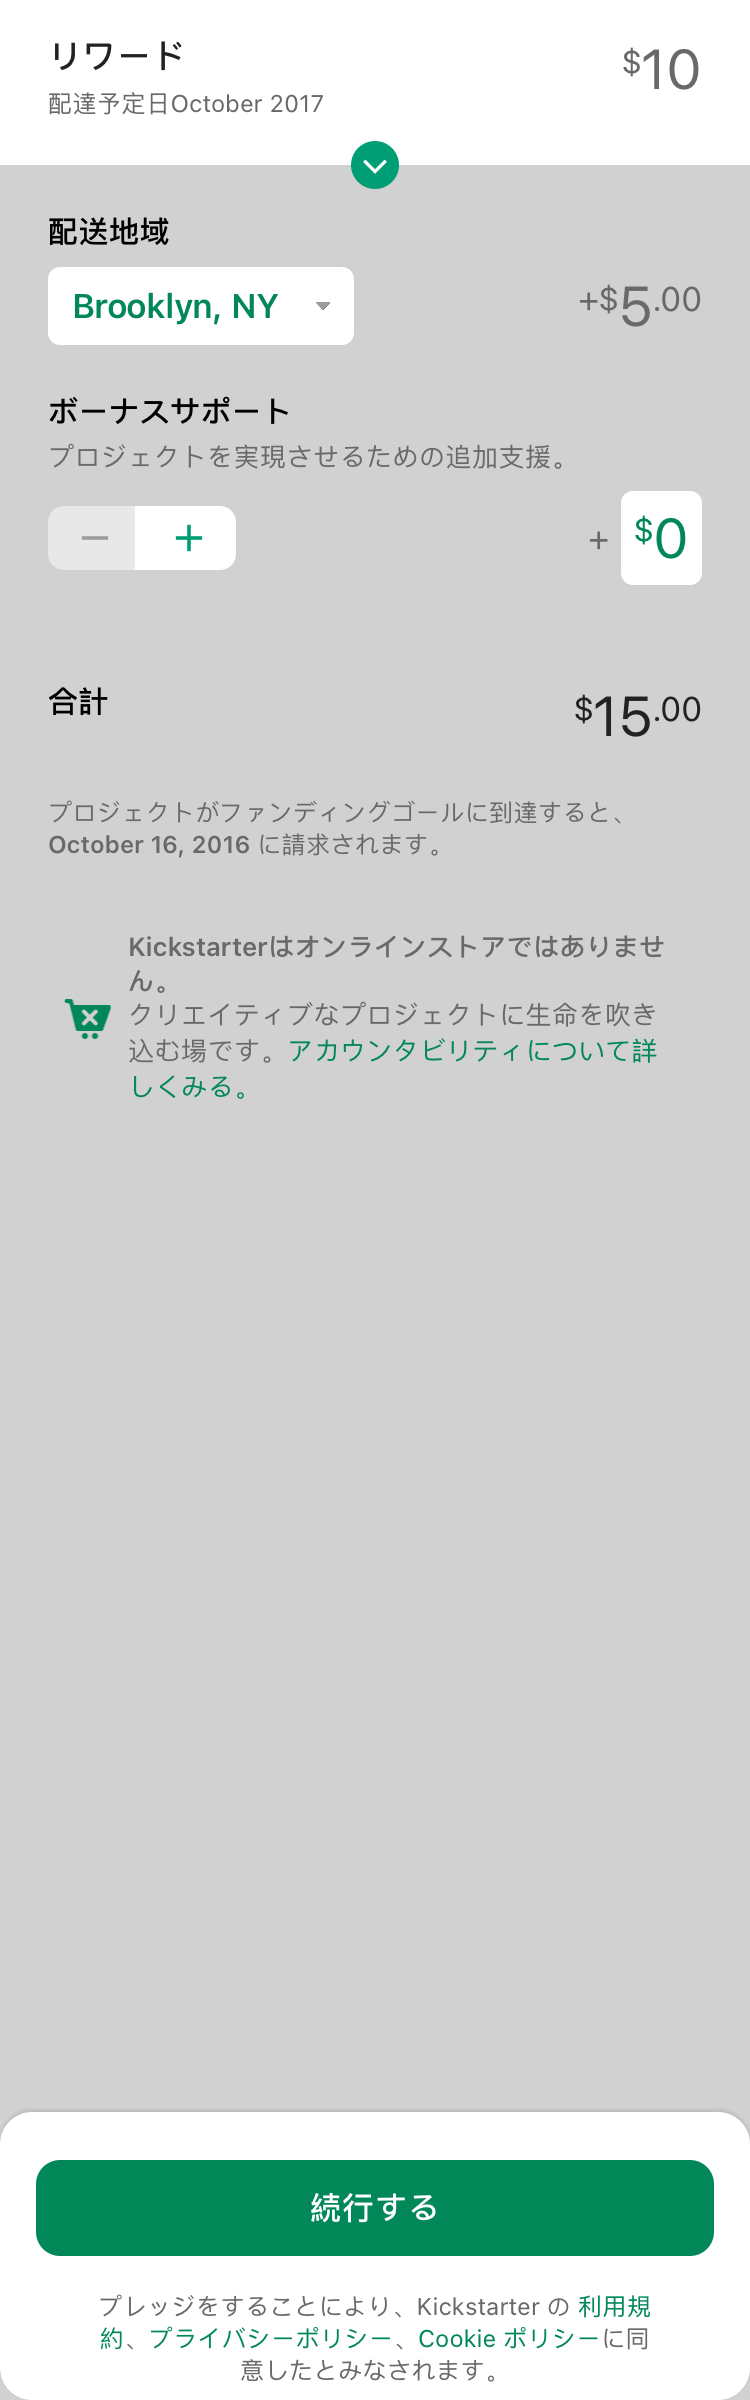 リワード
$10
配達予定日October 2017
配送地域
Brooklyn, NY
+$5.00
ボーナスサポート
プロジェクトを実現させるための追加支援。
+ $0
合計
$15.00
プロジェクトがファンディングゴールに到達すると、
October 16, 2016 に請求されます。
Kickstarterはオンラインストアではありませ
ん。
クリエイティブなプロジェクトに生命を吹き
込む場です。アカウンタビリティについて詳
しくみる。
続行する
プレッジをすることにより、Kickstarter の 利用規
約、プライバシーポリシー、Cookie ポリシーに同
意したとみなされます。